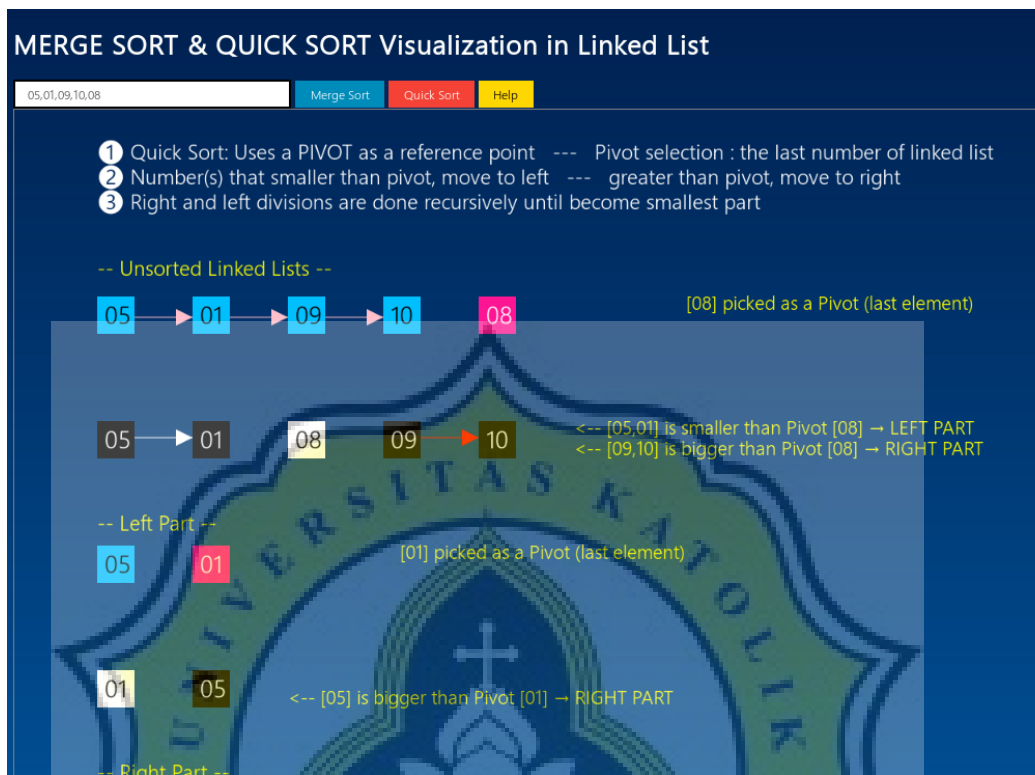 MERGE SORT & QUICK SORT Visualization in Linked List
05,01,09,10,08 Merge Sort Quick Sort Help
1 Quick Sort: Uses a PIVOT as a reference point --- Pivot selection : the last number of linked list
2 Number(s) that smaller than pivot, move to left --- greater than pivot, move to right
3 Right and left divisions are done recursively until become smallest part
-- Unsorted Linked Lists --
05 01 09 10 08 [08] picked as a Pivot (last element)
05 01 08 09 10 <-- [05,01] is smaller than Pivot [08] → LEFT PART
<-- [09,10] is bigger than Pivot [08] → RIGHT PART
UNIVERSITAS KATOLIK
-- Left Part --
05 01 [01] picked as a Pivot (last element)
01 05 <-- [05] is bigger than Pivot [01] → RIGHT PART
-- Right Part --